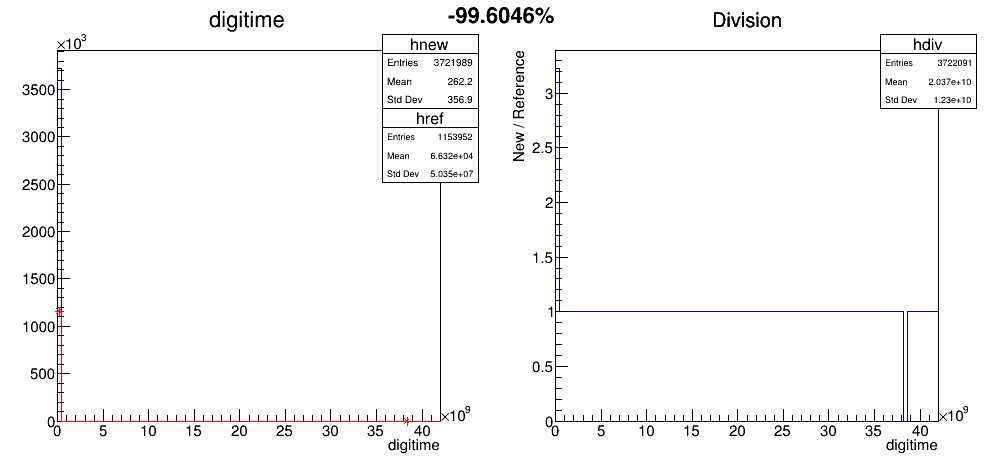 -99.6046%
digitime
×10³
hnew
Entries 3721989
Mean 262.2
Std Dev 356.9
href
Entries 1153952
Mean 6.632e+04
Std Dev 5.035e+07
3500
3000
2500
2000
1500
1000
500
0
0 5 10 15 20 25 30 35 40 ×10⁹
digitime
Division
hdiv
Entries 3722091
Mean 2.037e+10
Std Dev 1.23e+10
New / Reference
3
2.5
2
1.5
1
0.5
0
0 5 10 15 20 25 30 35 40 ×10⁹
digitime